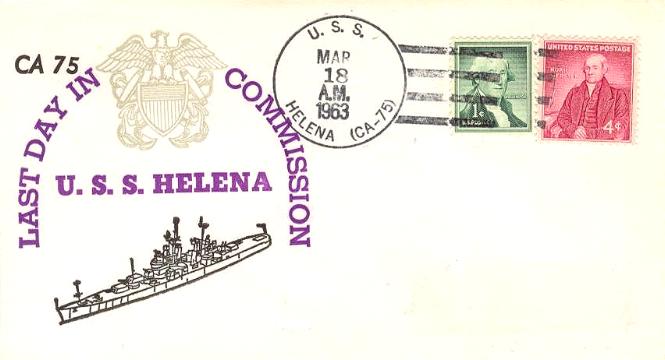 CA 75
LAST DAY IN COMMISSION
U. S. S. HELENA
U. S. S.
MAR
18
A.M.
1963
HELENA (CA-75)
UNITED STATES POSTAGE
4¢